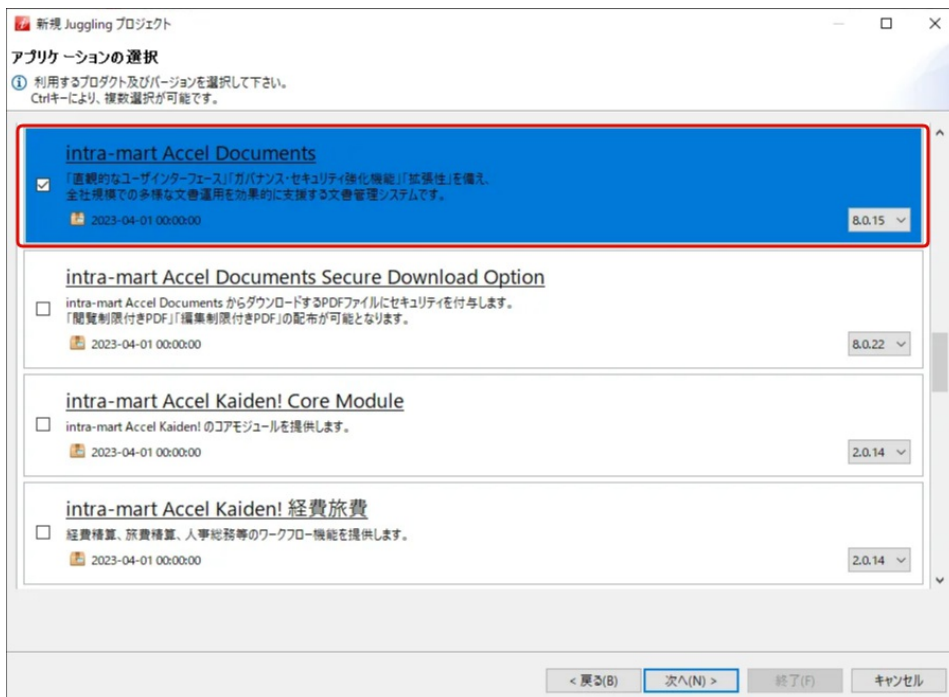 新規 Juggling プロジェクト
アプリケーションの選択
利用するプロダクト及びバージョンを選択して下さい。
Ctrlキーにより、複数選択が可能です。
intra-mart Accel Documents
「直観的なユーザインターフェース」「ガバナンス・セキュリティ強化機能」「拡張性」を備え、
全社規模での多様な文書運用を効果的に支援する文書管理システムです。
2023-04-01 00:00:00
8.0.15
intra-mart Accel Documents Secure Download Option
intra-mart Accel Documents からダウンロードするPDFファイルにセキュリティを付与します。
「閲覧制限付きPDF」「編集制限付きPDF」の配布が可能となります。
2023-04-01 00:00:00
8.0.22
intra-mart Accel Kaiden! Core Module
intra-mart Accel Kaiden! のコアモジュールを提供します。
2023-04-01 00:00:00
2.0.14
intra-mart Accel Kaiden! 経費旅費
経費精算、旅費精算、人事総務等のワークフロー機能を提供します。
2023-04-01 00:00:00
2.0.14
< 戻る(B) 次へ(N) > 終了(F) キャンセル